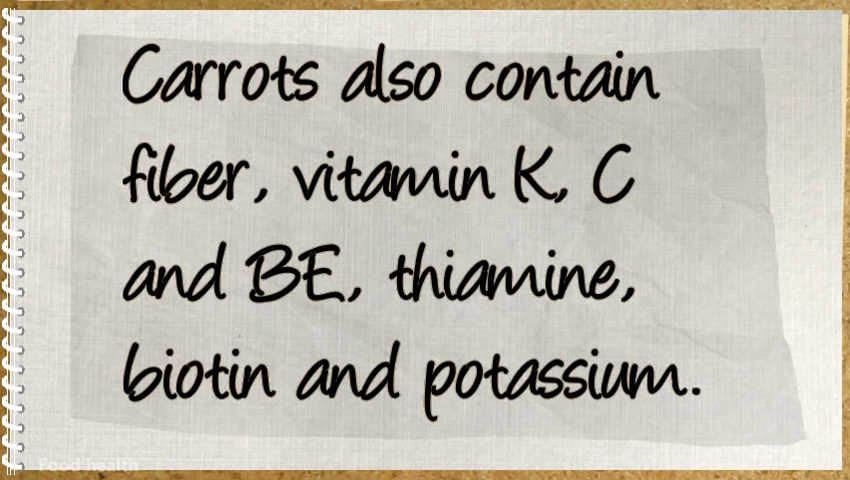 Carrots also contain
fiber, vitamin K, C
and BE, thiamine,
biotin and potassium.
Food health